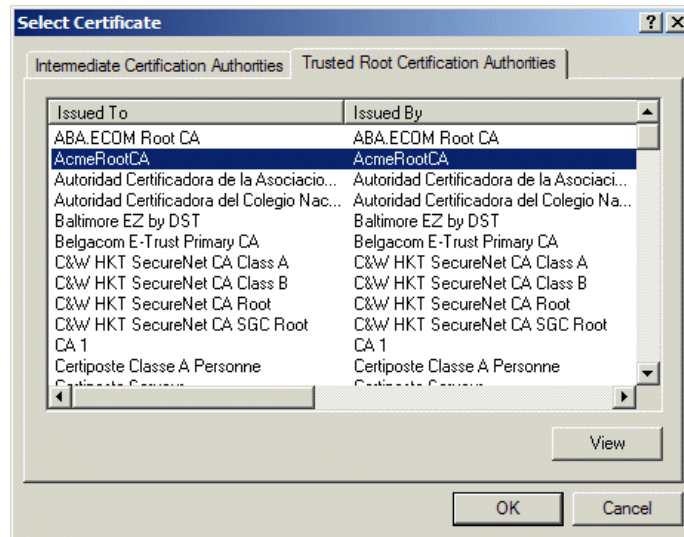 Select Certificate
Intermediate Certification Authorities Trusted Root Certification Authorities
Issued To Issued By
ABA.ECOM Root CA ABA.ECOM Root CA
AcmeRootCA AcmeRootCA
Autoridad Certificadora de la Asociacio... Autoridad Certificadora de la Asociaci...
Autoridad Certificadora del Colegio Nac... Autoridad Certificadora del Colegio Na...
Baltimore EZ by DST Baltimore EZ by DST
Belgacom E-Trust Primary CA Belgacom E-Trust Primary CA
C&W HKT SecureNet CA Class A C&W HKT SecureNet CA Class A
C&W HKT SecureNet CA Class B C&W HKT SecureNet CA Class B
C&W HKT SecureNet CA Root C&W HKT SecureNet CA Root
C&W HKT SecureNet CA SGC Root C&W HKT SecureNet CA SGC Root
CA 1 CA 1
Certiposte Classe A Personne Certiposte Classe A Personne
View
OK Cancel